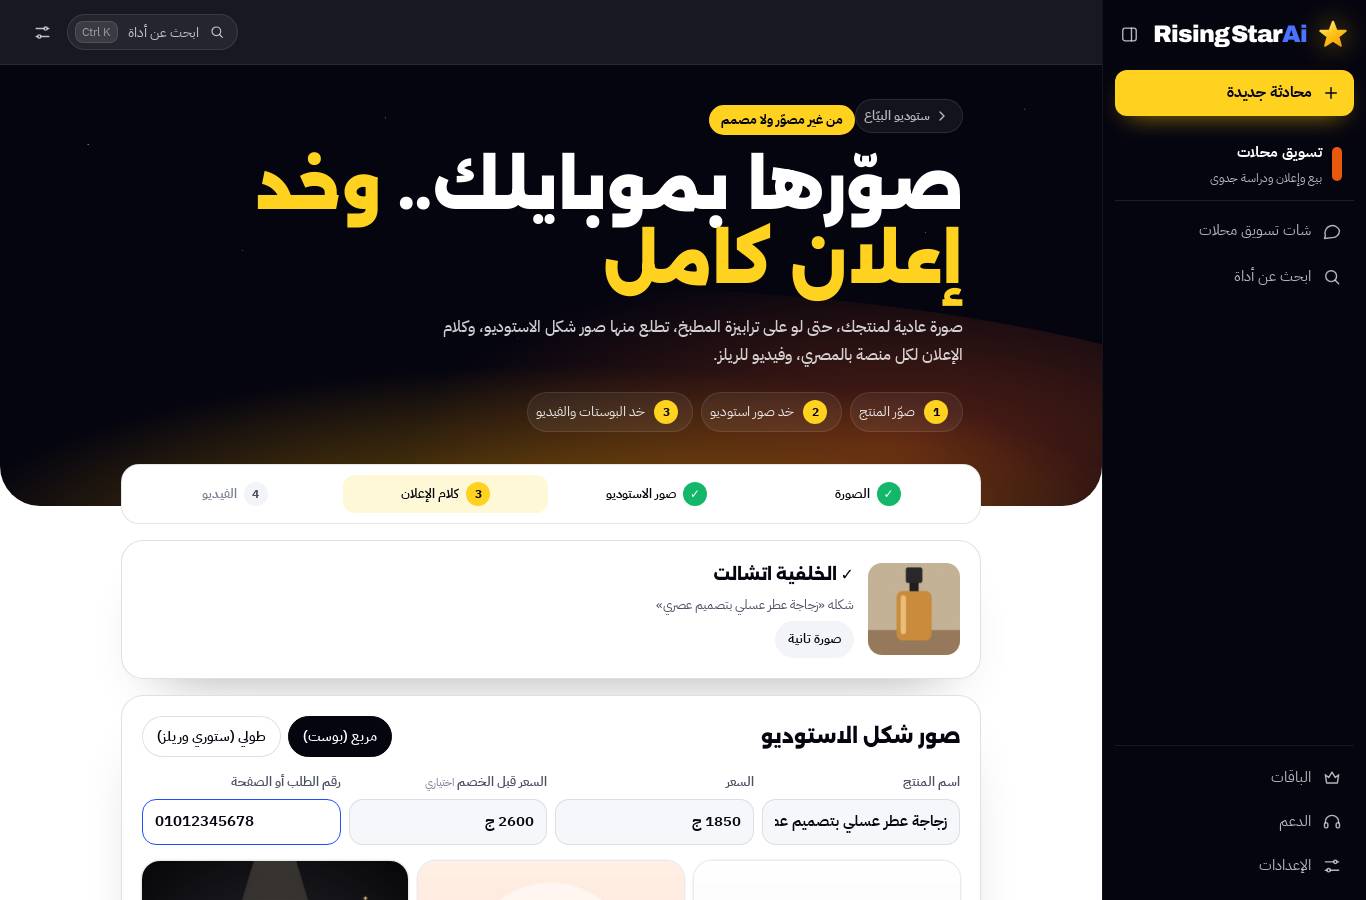 RisingStarAi
محادثة جديدة
تسويق محلات
بيع وإعلان ودراسة جدوى
شات تسويق محلات
ابحث عن أداة
الباقات
الدعم
الإعدادات
ابحث عن أداة Ctrl K
ستوديو البيّاع
من غير مصوّر ولا مصمم
صوّرها بموبايلك.. وخد
إعلان كامل
صورة عادية لمنتجك، حتى لو على ترابيزة المطبخ، تطلع منها صور شكل الاستوديو، وكلام
الإعلان لكل منصة بالمصري، وفيديو للريلز.
1 صوّر المنتج
2 خد صور استوديو
3 خد البوستات والفيديو
✓ الصورة
✓ صور الاستوديو
3 كلام الإعلان
4 الفيديو
✓ الخلفية اتشالت
شكله «زجاجة عطر عسلي بتصميم عصري»
صورة تانية
صور شكل الاستوديو
مربع (بوست)
طولي (ستوري وريلز)
اسم المنتج
السعر
السعر قبل الخصم اختياري
رقم الطلب أو الصفحة
زجاجة عطر عسلي بتصميم عص
1850 ج
2600 ج
01012345678